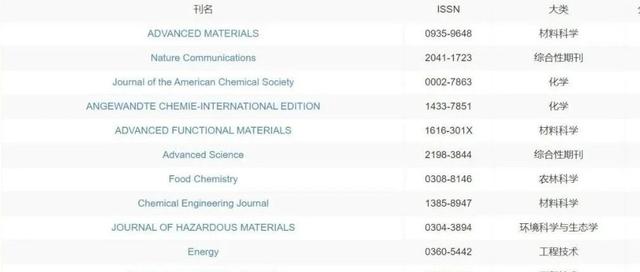 刊名 ISSN 大类
ADVANCED MATERIALS 0935-9648 材料科学
Nature Communications 2041-1723 综合性期刊
Journal of the American Chemical Society 0002-7863 化学
ANGEWANDTE CHEMIE-INTERNATIONAL EDITION 1433-7851 化学
ADVANCED FUNCTIONAL MATERIALS 1616-301X 材料科学
Advanced Science 2198-3844 综合性期刊
Food Chemistry 0308-8146 农林科学
Chemical Engineering Journal 1385-8947 材料科学
JOURNAL OF HAZARDOUS MATERIALS 0304-3894 环境科学与生态学
Energy 0360-5442 工程技术